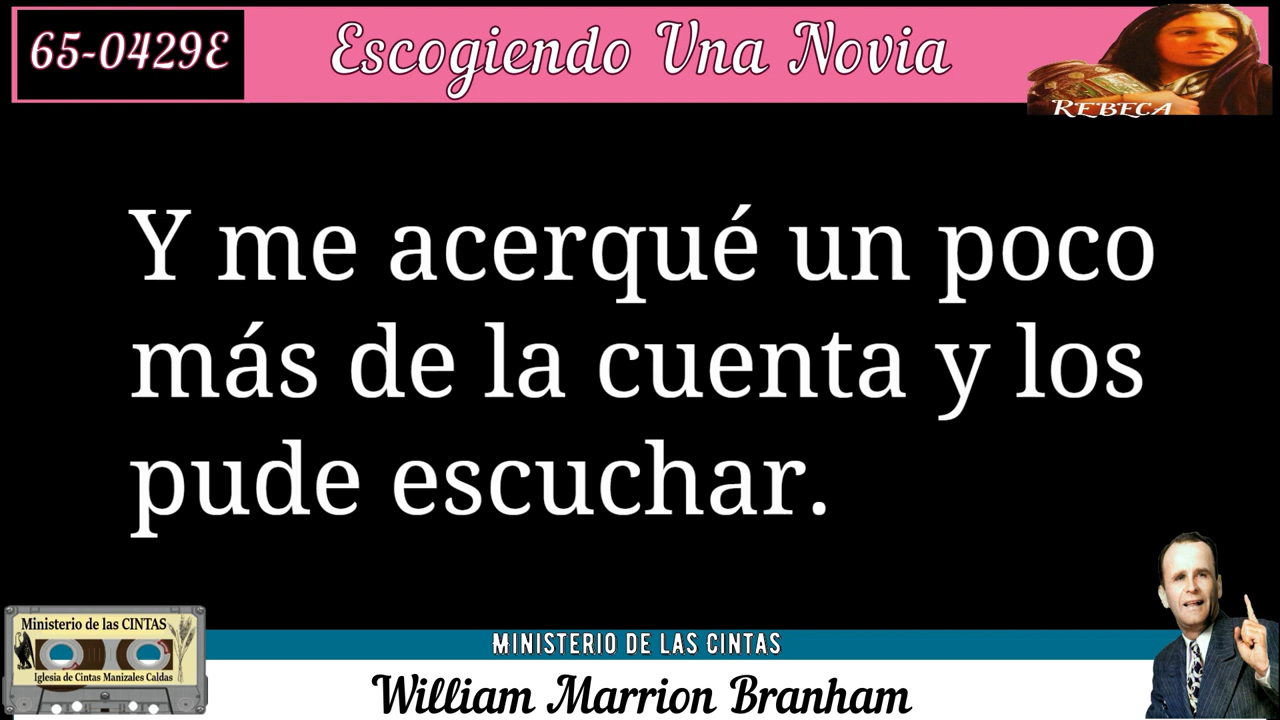 65-0429E
Escogiendo Una Novia
REBECA
Y me acerqué un poco
más de la cuenta y los
pude escuchar.
Ministerio de las CINTAS
Iglesia de Cintas Manizales Caldas
MINISTERIO DE LAS CINTAS
William Marrion Branham